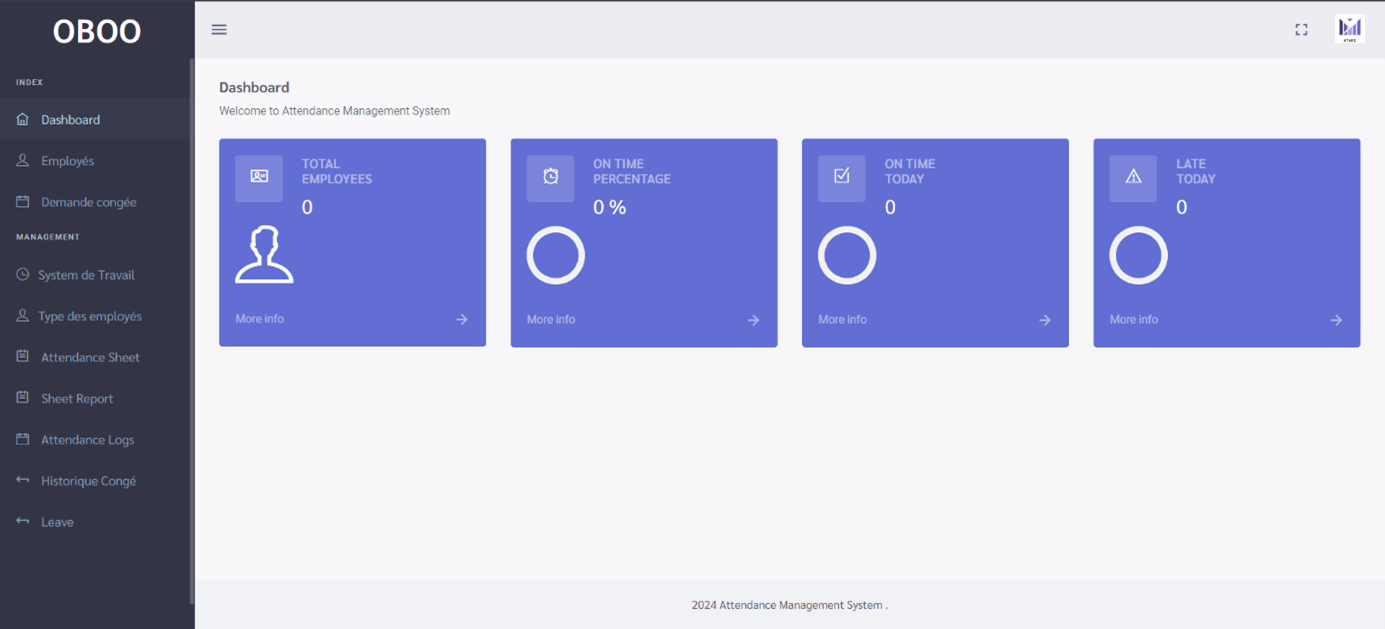 OBOO
INDEX
Dashboard
Employés
Demande congée
MANAGEMENT
System de Travail
Type des employés
Attendance Sheet
Sheet Report
Attendance Logs
Historique Congé
Leave
Dashboard
Welcome to Attendance Management System
TOTAL
EMPLOYEES
0
More info
ON TIME
PERCENTAGE
0 %
More info
ON TIME
TODAY
0
More info
LATE
TODAY
0
More info
2024 Attendance Management System .